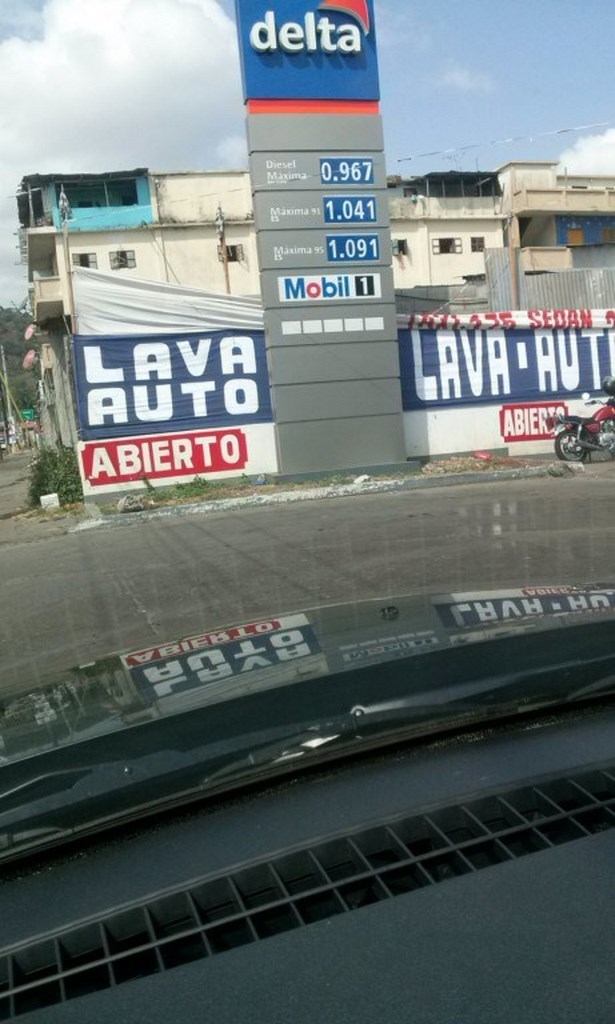 delta
Diesel
Máxima
0.967
Máxima 91
1.041
Máxima 95
1.091
Mobil 1
LAVA
AUTO
ABIERTO
SEDAN
LAVA-AUT
ABIERTO